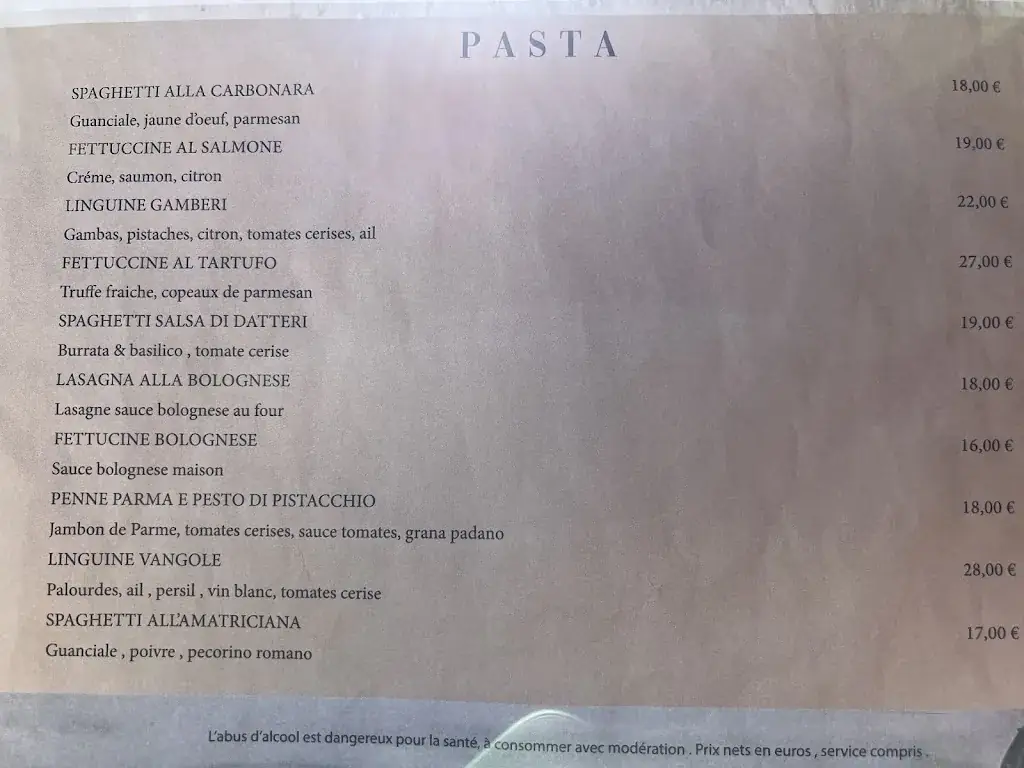 PASTA
SPAGHETTI ALLA CARBONARA 18,00 €
Guanciale, jaune d'oeuf, parmesan
FETTUCCINE AL SALMONE 19,00 €
Créme, saumon, citron
LINGUINE GAMBERI 22,00 €
Gambas, pistaches, citron, tomates cerises, ail
FETTUCCINE AL TARTUFO 27,00 €
Truffe fraiche, copeaux de parmesan
SPAGHETTI SALSA DI DATTERI 19,00 €
Burrata & basilico , tomate cerise
LASAGNA ALLA BOLOGNESE 18,00 €
Lasagne sauce bolognese au four
FETTUCINE BOLOGNESE 16,00 €
Sauce bolognese maison
PENNE PARMA E PESTO DI PISTACCHIO 18,00 €
Jambon de Parme, tomates cerises, sauce tomates, grana padano
LINGUINE VANGOLE 28,00 €
Palourdes, ail , persil , vin blanc, tomates cerise
SPAGHETTI ALL'AMATRICIANA 17,00 €
Guanciale , poivre , pecorino romano
L'abus d'alcool est dangereux pour la santé, à consommer avec modération . Prix nets en euros , service compris .